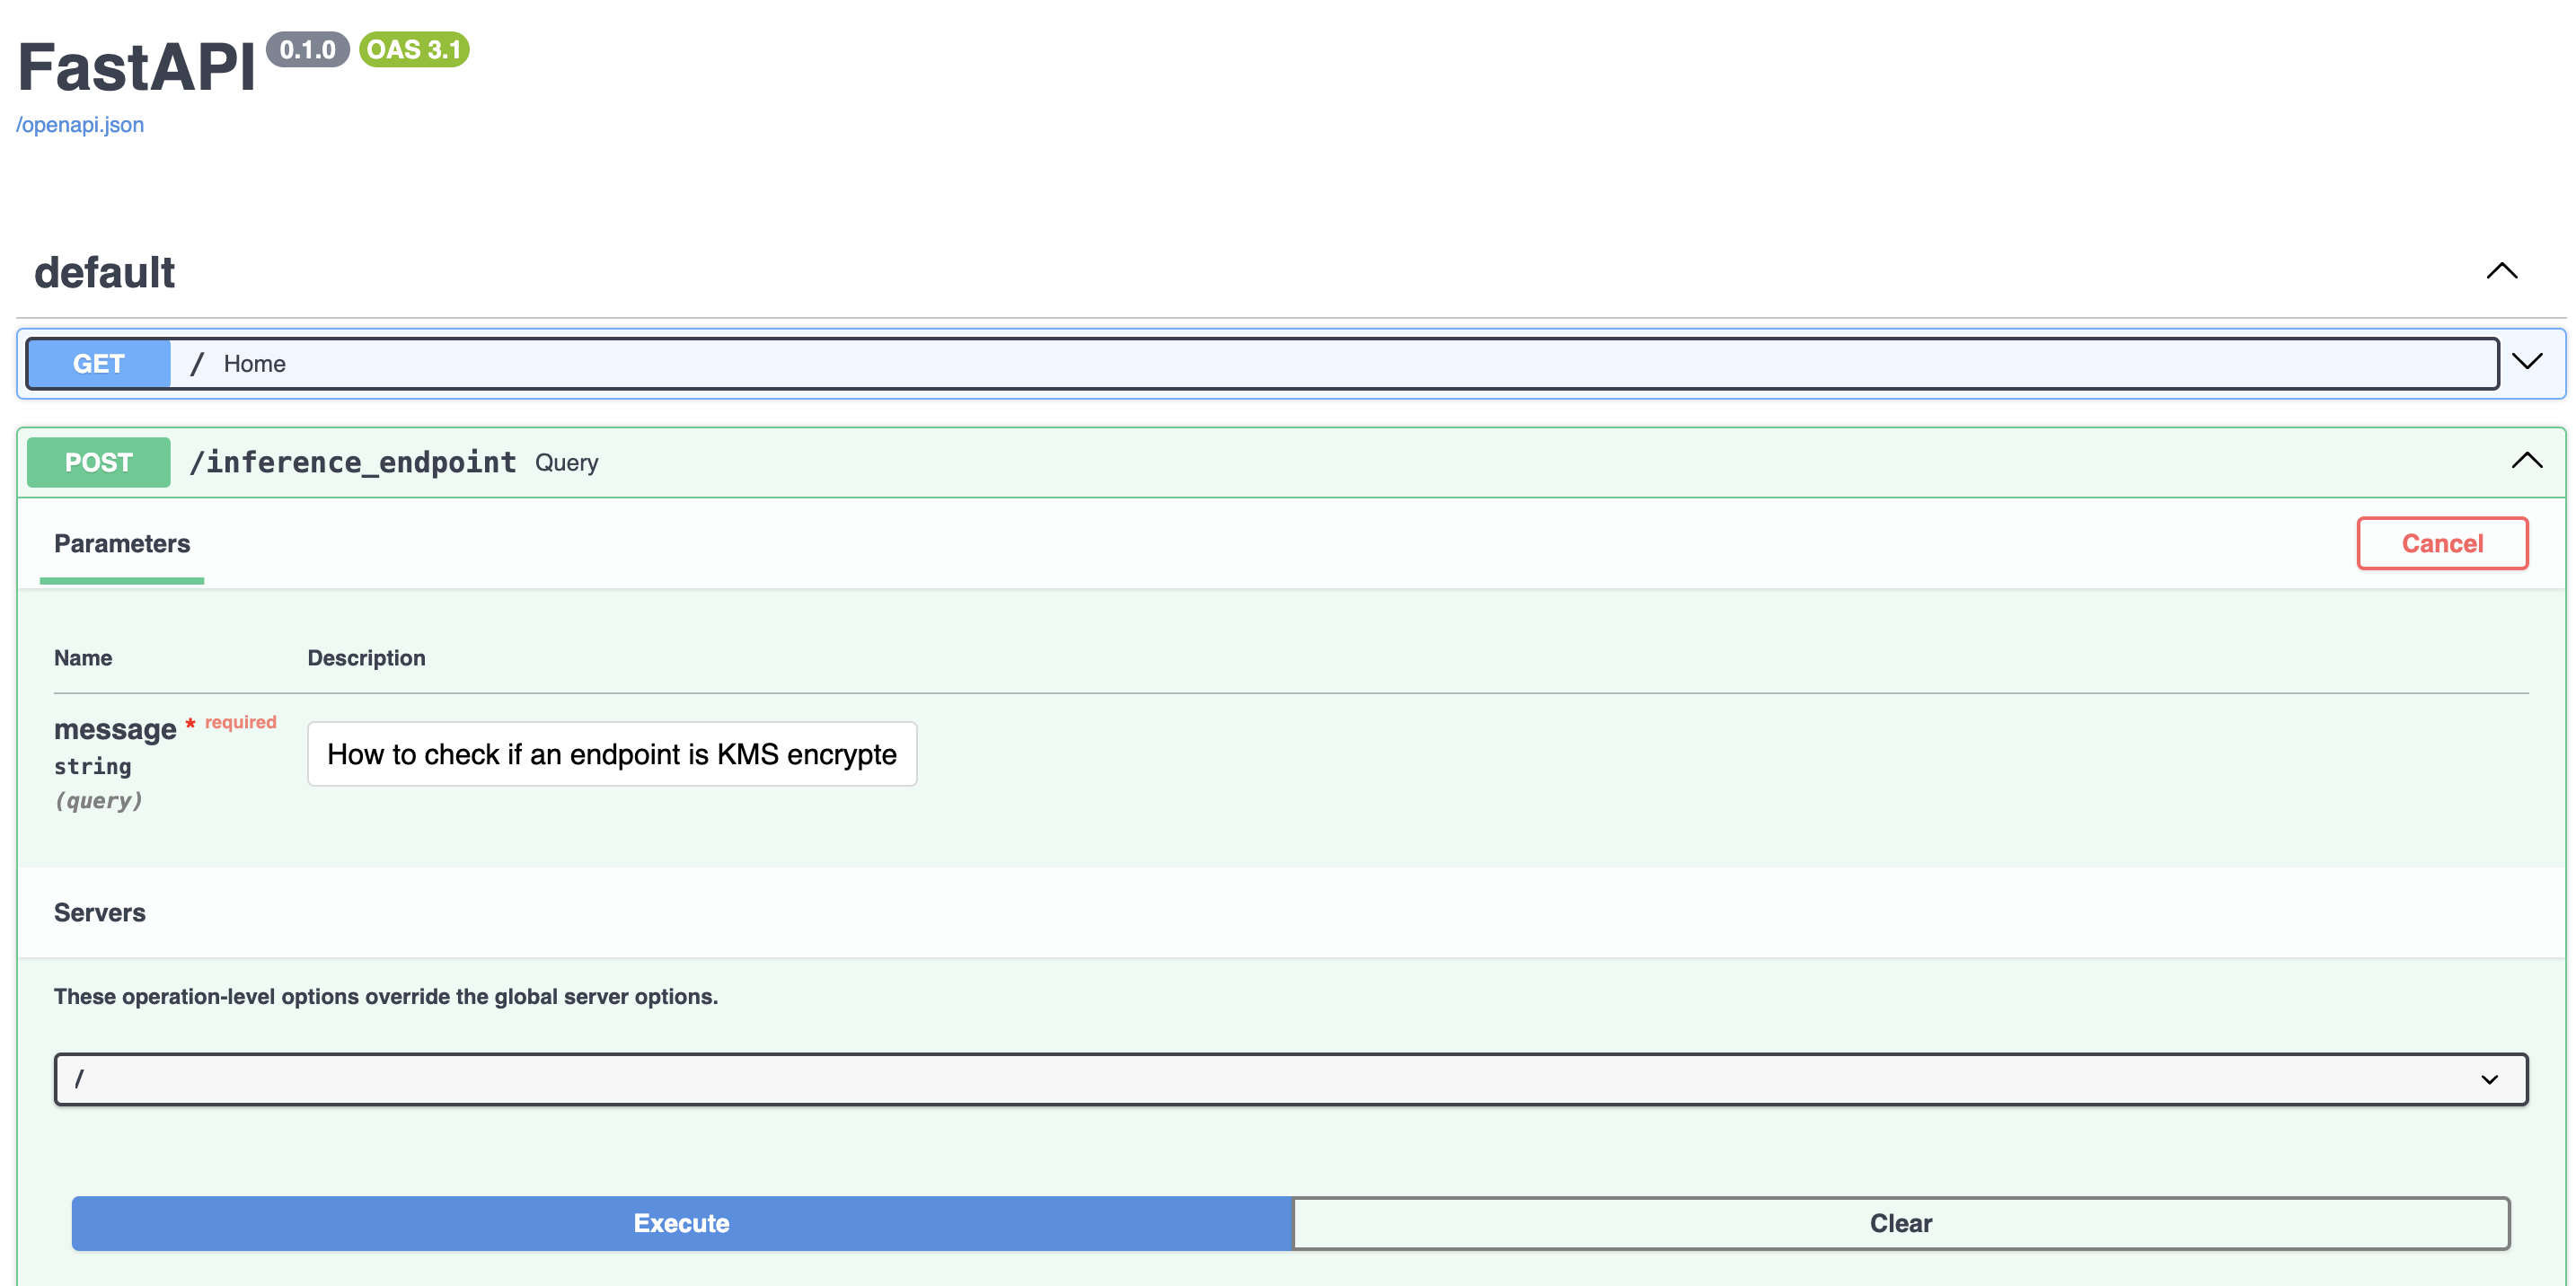 FastAPI 0.1.0 OAS 3.1
/openapi.json
default
GET / Home
POST /inference_endpoint Query
Parameters Cancel
Name Description
message * required How to check if an endpoint is KMS encrypte
string
(query)
Servers
These operation-level options override the global server options.
/
Execute Clear